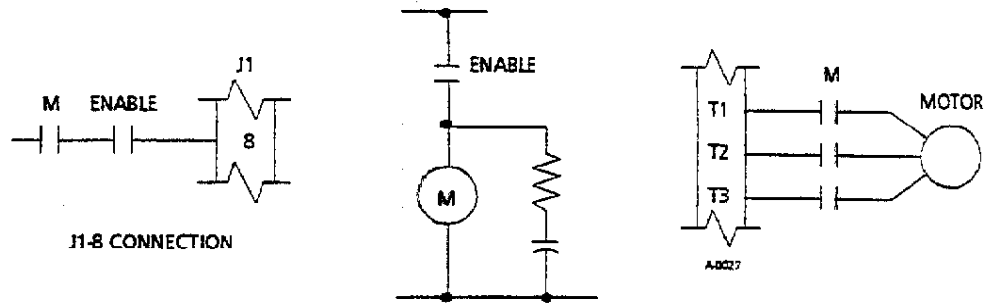 J1
M ENABLE
8
J1-8 CONNECTION
ENABLE
M
M
MOTOR
T1
T2
T3
A-0027